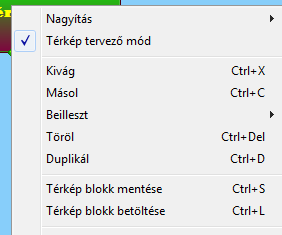 Nagyítás
Térkép tervező mód
Kivág Ctrl+X
Másol Ctrl+C
Beilleszt
Töröl Ctrl+Del
Duplikál Ctrl+D
Térkép blokk mentése Ctrl+S
Térkép blokk betöltése Ctrl+L